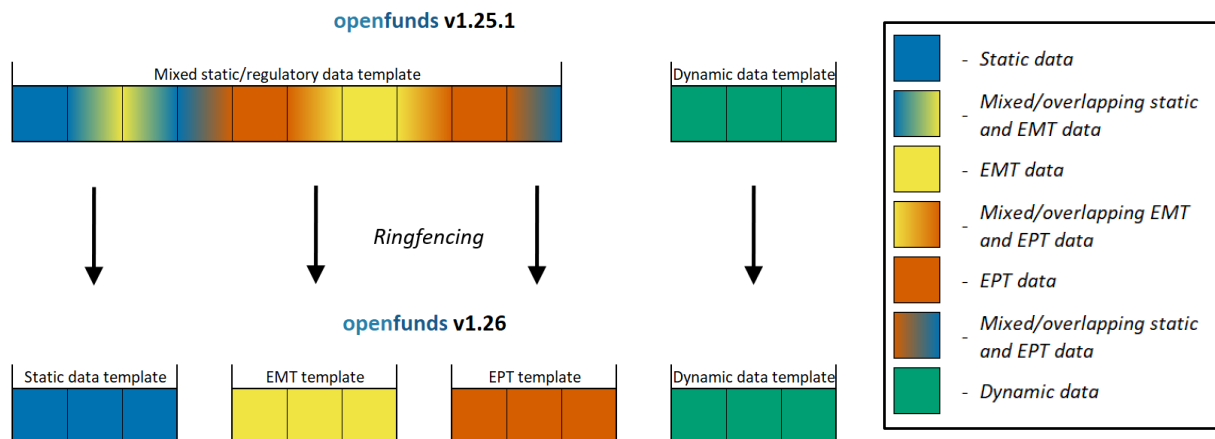 openfunds v1.25.1
Mixed static/regulatory data template
Dynamic data template
Ringfencing
openfunds v1.26
Static data template
EMT template
EPT template
Dynamic data template
- Static data
- Mixed/overlapping static
and EMT data
- EMT data
- Mixed/overlapping EMT
and EPT data
- EPT data
- Mixed/overlapping static
and EPT data
- Dynamic data